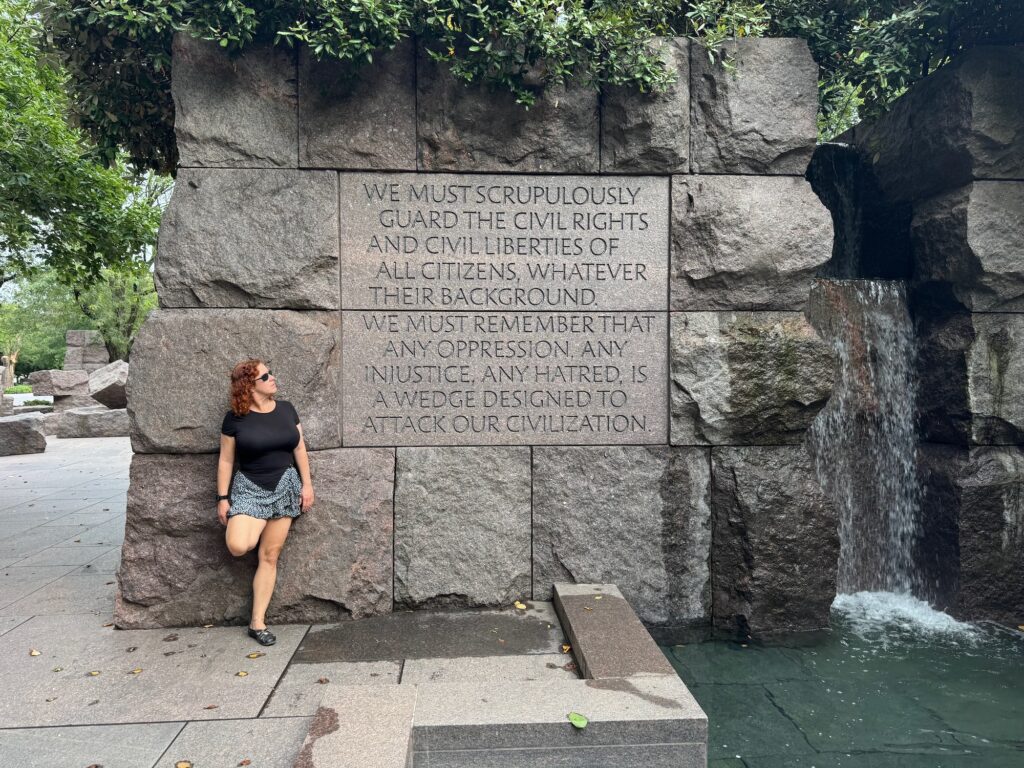 WE MUST SCRUPULOUSLY
GUARD THE CIVIL RIGHTS
AND CIVIL LIBERTIES OF
ALL CITIZENS, WHATEVER
THEIR BACKGROUND.
WE MUST REMEMBER THAT
ANY OPPRESSION, ANY
INJUSTICE, ANY HATRED, IS
A WEDGE DESIGNED TO
ATTACK OUR CIVILIZATION.